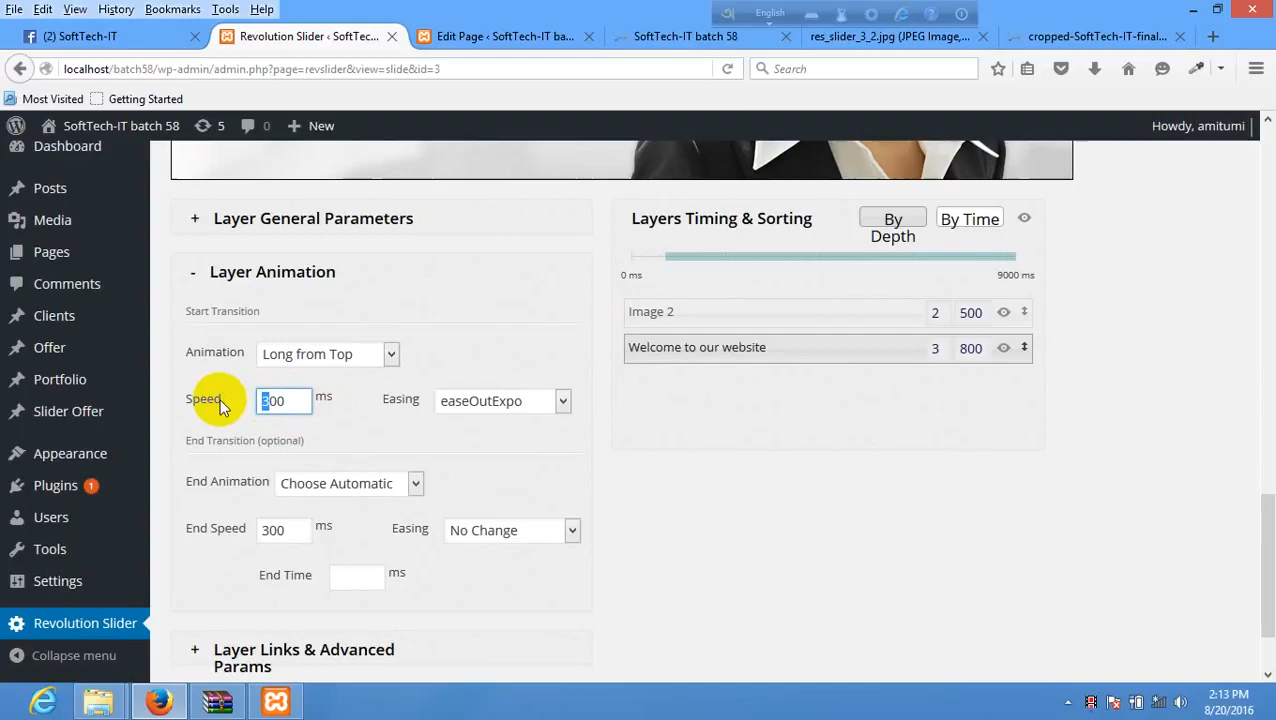 File Edit View History Bookmarks Tools Help English
(2) SoftTech-IT Revolution Slider ‹ SoftTec... Edit Page ‹ SoftTech-IT ba... SoftTech-IT batch 58 res_slider_3_2.jpg (JPEG Image,... cropped-SoftTech-IT-final...
localhost/batch58/wp-admin/admin.php?page=revslider&view=slide&id=3 Search
Most Visited Getting Started
SoftTech-IT batch 58 5 0 New Howdy, amitumi
Dashboard
Posts
Media
Pages
Comments
Clients
Offer
Portfolio
Slider Offer
Appearance
Plugins 1
Users
Tools
Settings
Revolution Slider
Collapse menu
+ Layer General Parameters
- Layer Animation
Start Transition
Animation Long from Top
Speed 300 ms Easing easeOutExpo
End Transition (optional)
End Animation Choose Automatic
End Speed 300 ms Easing No Change
End Time ms
+ Layer Links & Advanced
Params
Layers Timing & Sorting By Depth By Time
0 ms 9000 ms
Image 2 2 500
Welcome to our website 3 800
2:13 PM
8/20/2016